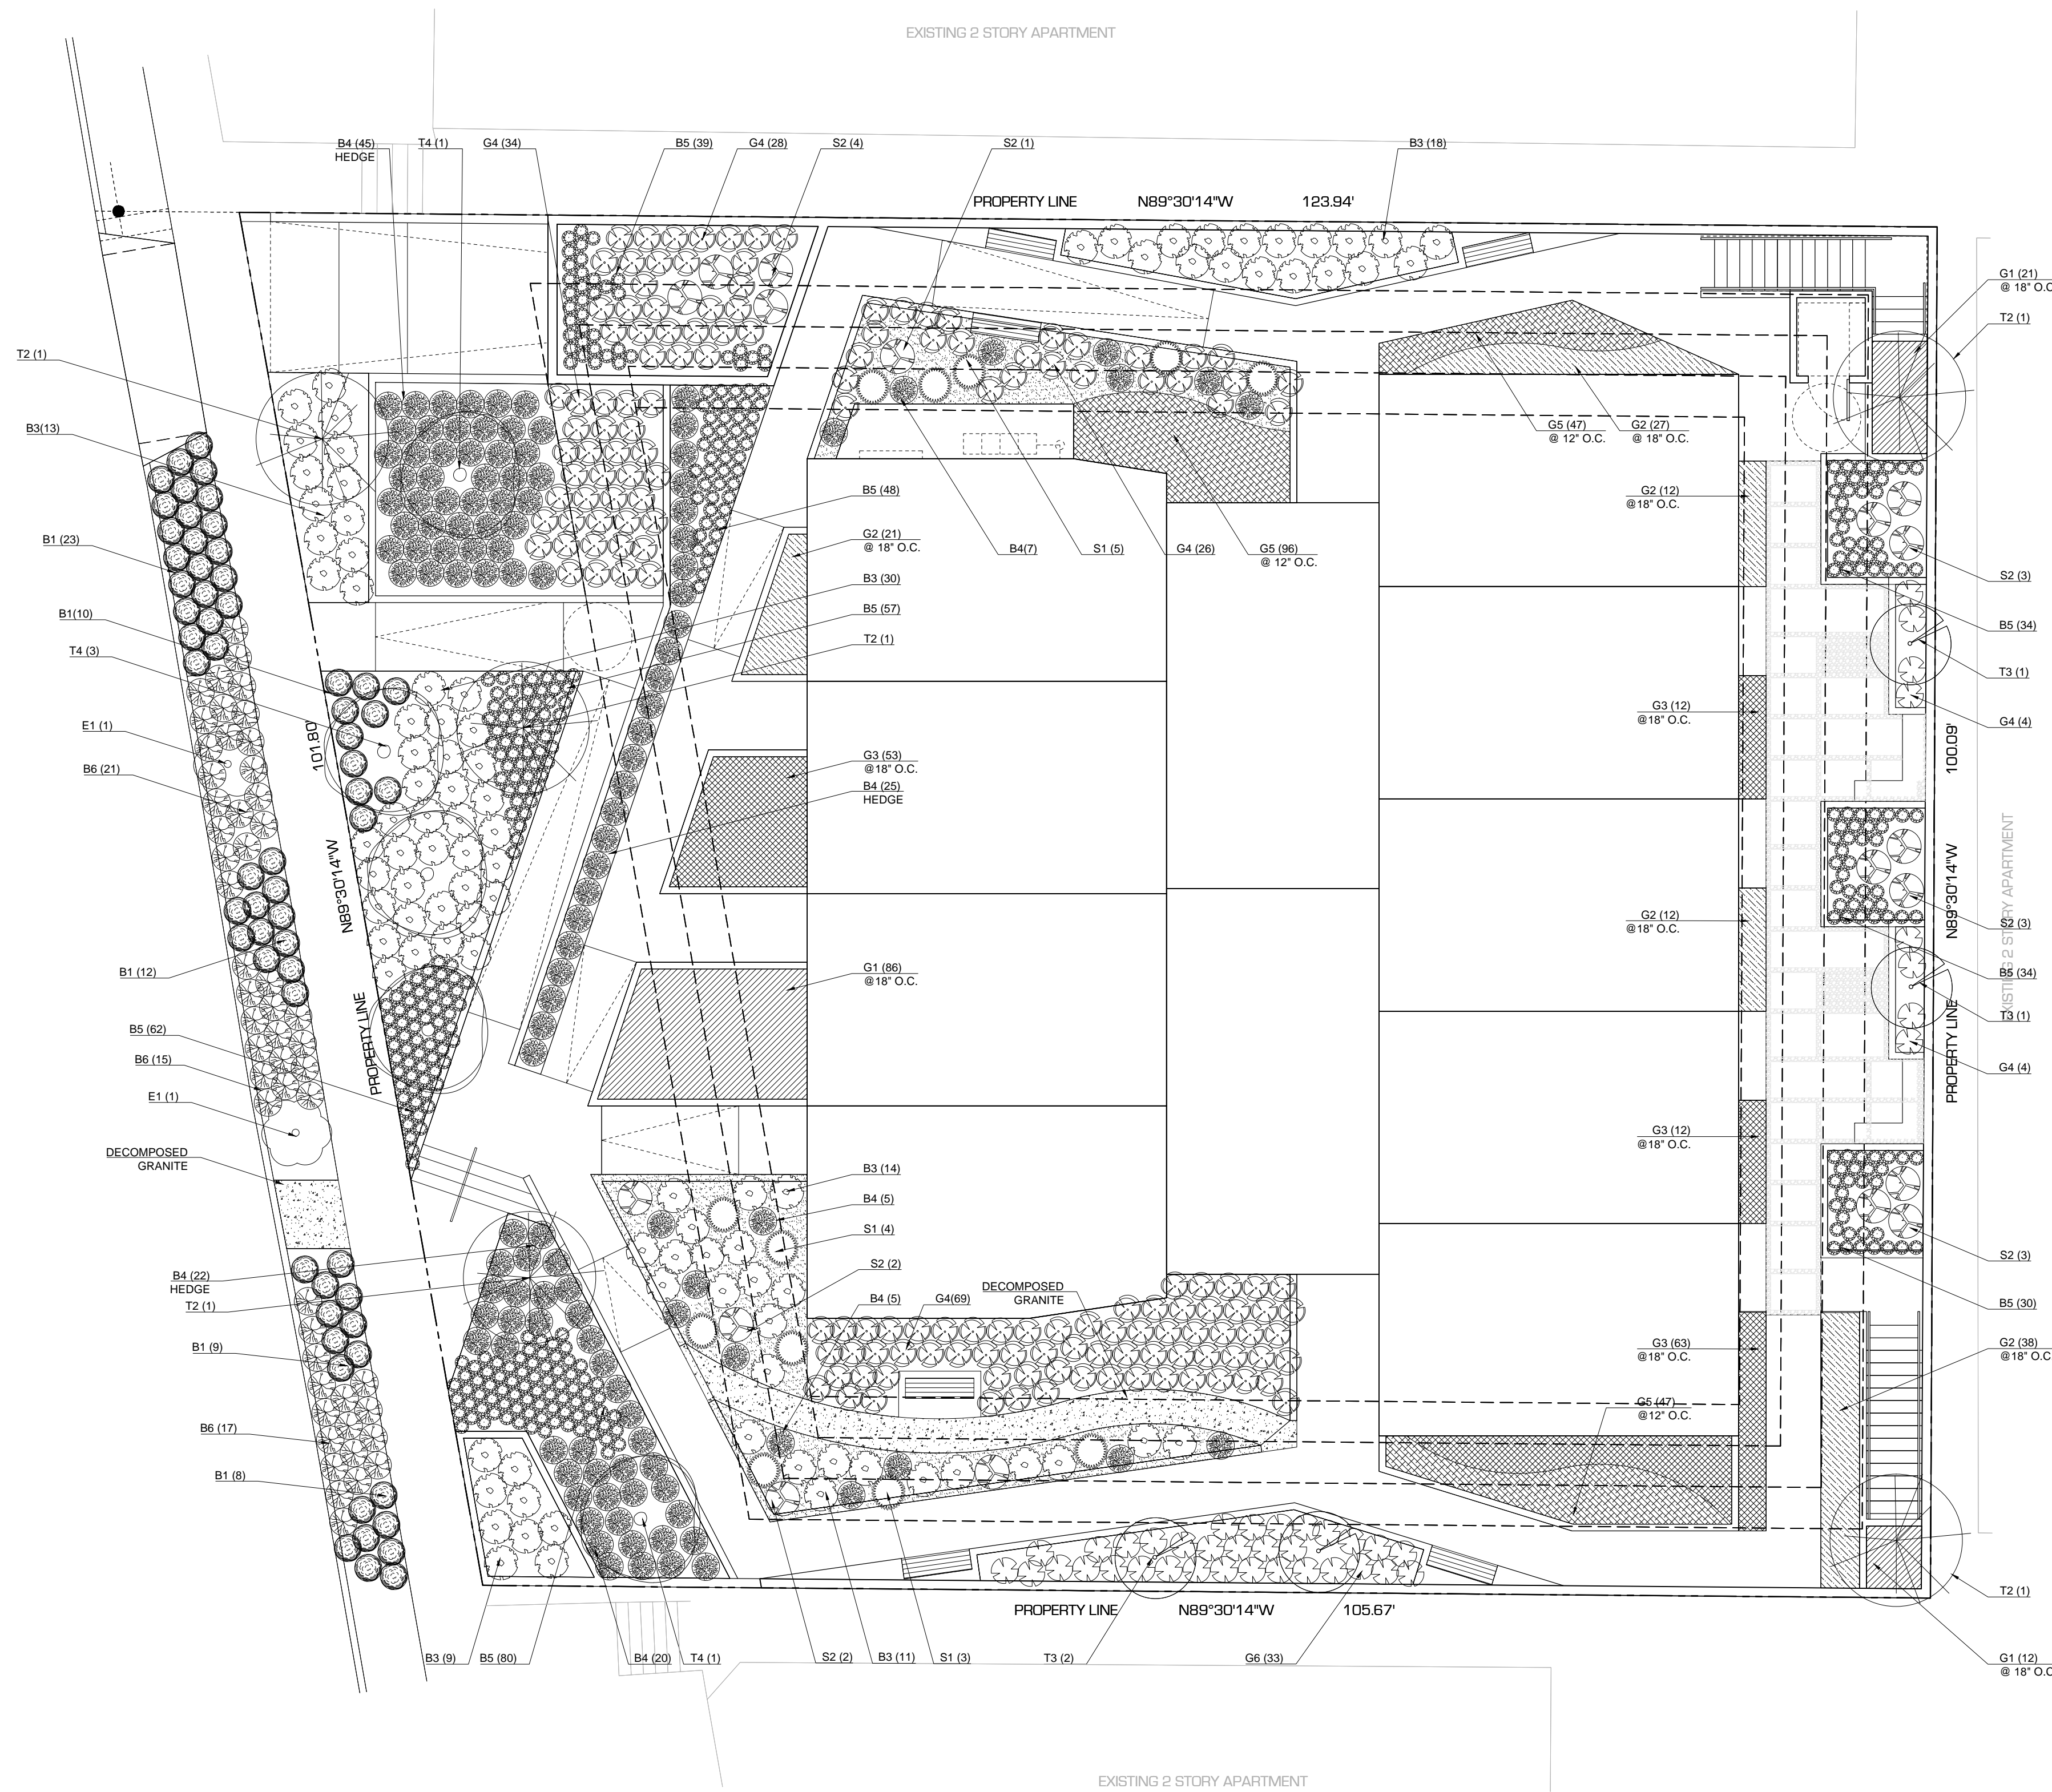 EXISTING 2 STORY APARTMENT
B4 (45)
HEDGE
T4 (1)
G4 (34)
B5 (39)
G4 (28)
S2 (4)
S2 (1)
B3 (18)
PROPERTY LINE N89°30'14"W 123.94'
G1 (21)
@ 18" O.C
T2 (1)
T2 (1)
B3(13)
G5 (47)
@ 12" O.C.
G2 (27)
@ 18" O.C.
B5 (48)
G2 (12)
@18" O.C.
G2 (21)
@ 18" O.C.
B4(7)
S1 (5)
G4 (26)
G5 (96)
@ 12" O.C.
B1 (23)
S2 (3)
B3 (30)
B1(10)
B5 (57)
B5 (34)
T4 (3)
T2 (1)
T3 (1)
G3 (12)
@18" O.C.
G4 (4)
E1 (1)
101.80'
100.09'
B6 (21)
G3 (53)
@18" O.C.
B4 (25)
HEDGE
N89°30'14"W
N89°30'14"W
EXISTING 2 STORY APARTMENT
G2 (12)
@18" O.C.
S2 (3)
B1 (12)
G1 (86)
@18" O.C.
B5 (34)
PROPERTY LINE
PROPERTY LINE
T3 (1)
B5 (62)
B6 (15)
G4 (4)
E1 (1)
G3 (12)
@18" O.C.
DECOMPOSED
GRANITE
B3 (14)
B4 (5)
S1 (4)
S2 (2)
S2 (3)
B4 (22)
HEDGE
T2 (1)
B4 (5)
G4(69)
DECOMPOSED
GRANITE
B5 (30)
B1 (9)
G3 (63)
@18" O.C.
G2 (38)
@18" O.C
B6 (17)
G5 (47)
@12" O.C.
B1 (8)
T2 (1)
PROPERTY LINE N89°30'14"W 105.67'
B3 (9)
B5 (80)
B4 (20)
T4 (1)
S2 (2)
B3 (11)
S1 (3)
T3 (2)
G6 (33)
G1 (12)
@ 18" O.C
EXISTING 2 STORY APARTMENT